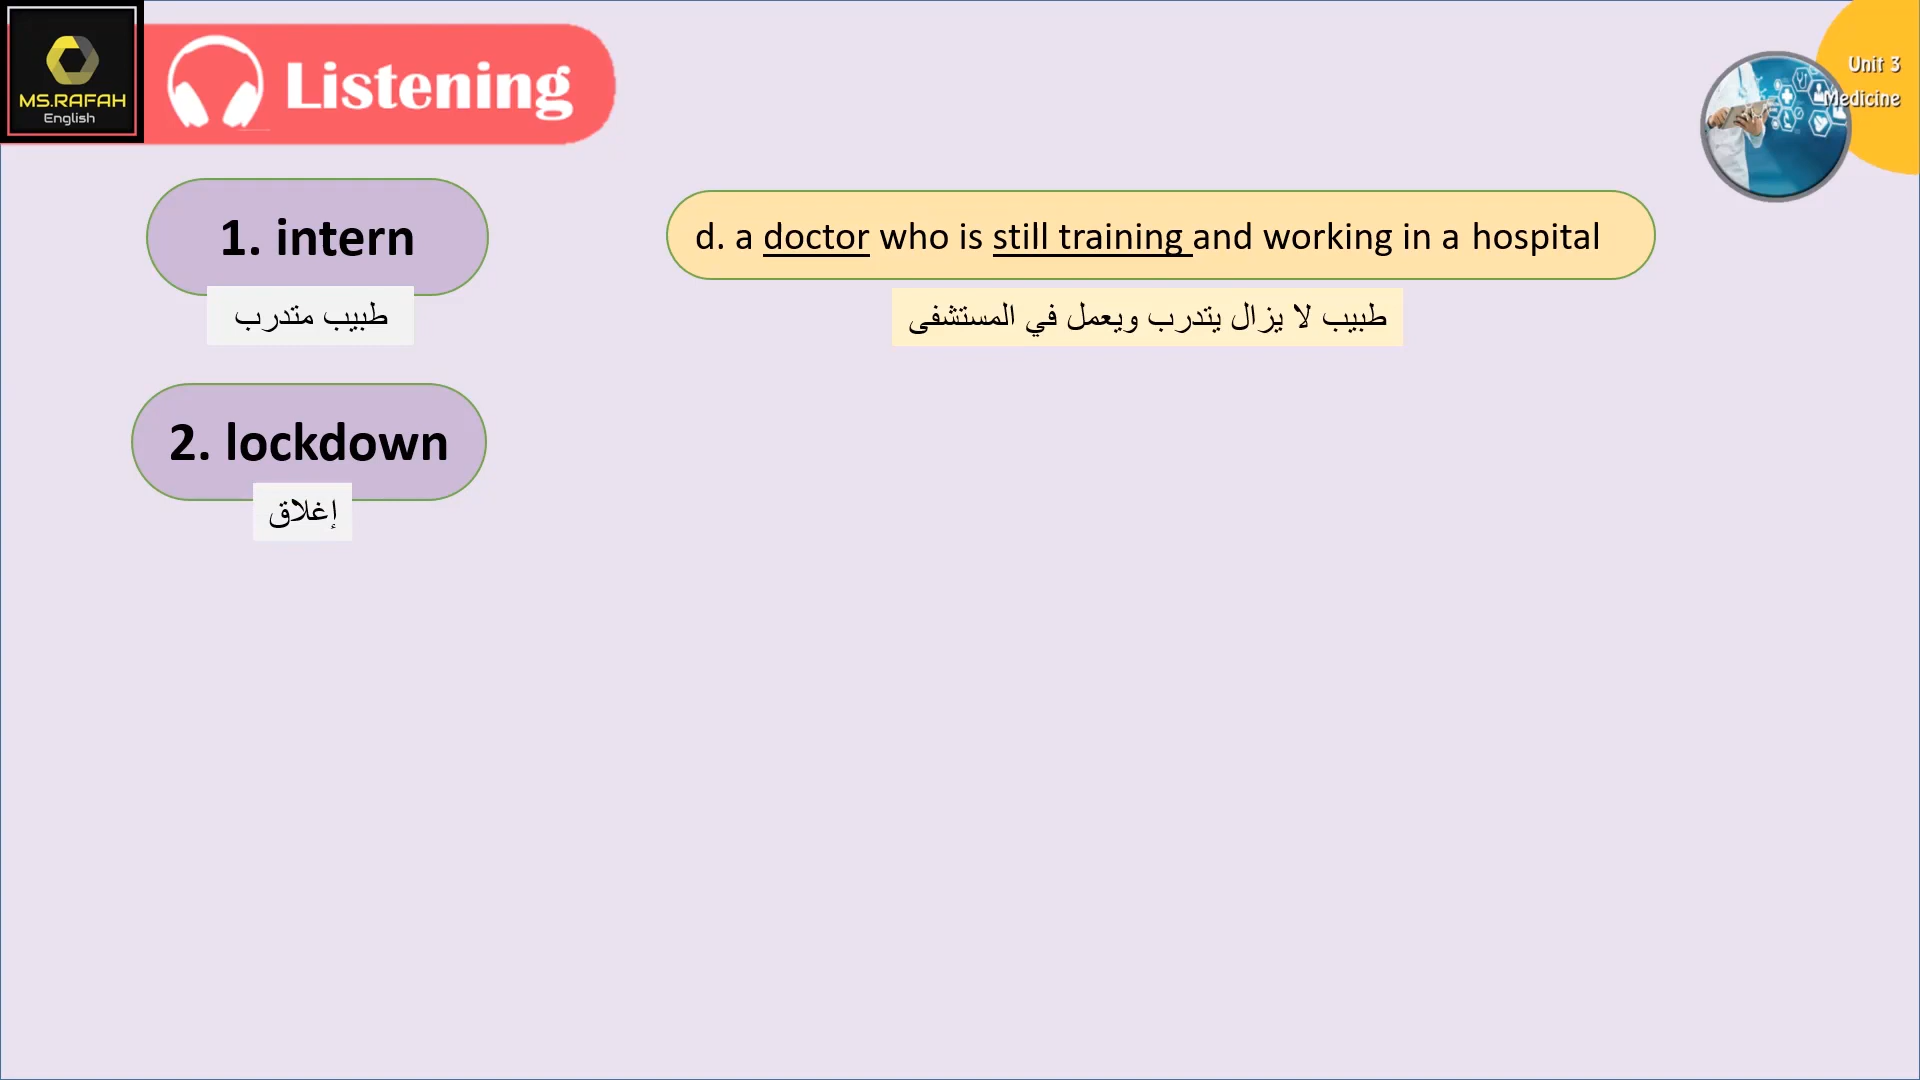 MS.RAFAH
English
Listening
Unit 3
Medicine
1. intern
d. a doctor who is still training and working in a hospital
طبيب متدرب
طبيب لا يزال يتدرب ويعمل في المستشفى
2. lockdown
إغلاق